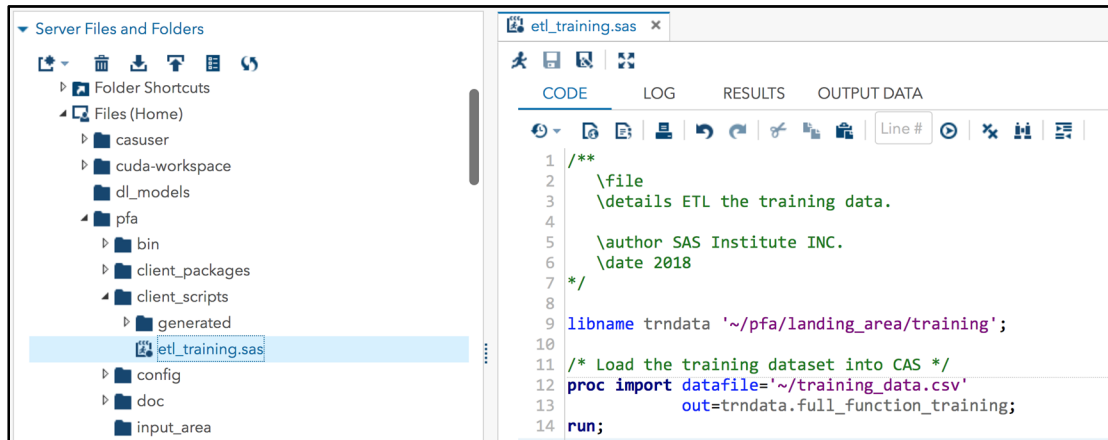 Server Files and Folders
Folder Shortcuts
Files (Home)
casuser
cuda-workspace
dl_models
pfa
bin
client_packages
client_scripts
generated
etl_training.sas
config
doc
input_area
etl_training.sas
CODE LOG RESULTS OUTPUT DATA
Line #
1 /**
2 \file
3 \details ETL the training data.
4
5 \author SAS Institute INC.
6 \date 2018
7 */
8
9 libname trndata '~/pfa/landing_area/training';
10
11 /* Load the training dataset into CAS */
12 proc import datafile='~/training_data.csv'
13 out=trndata.full_function_training;
14 run;